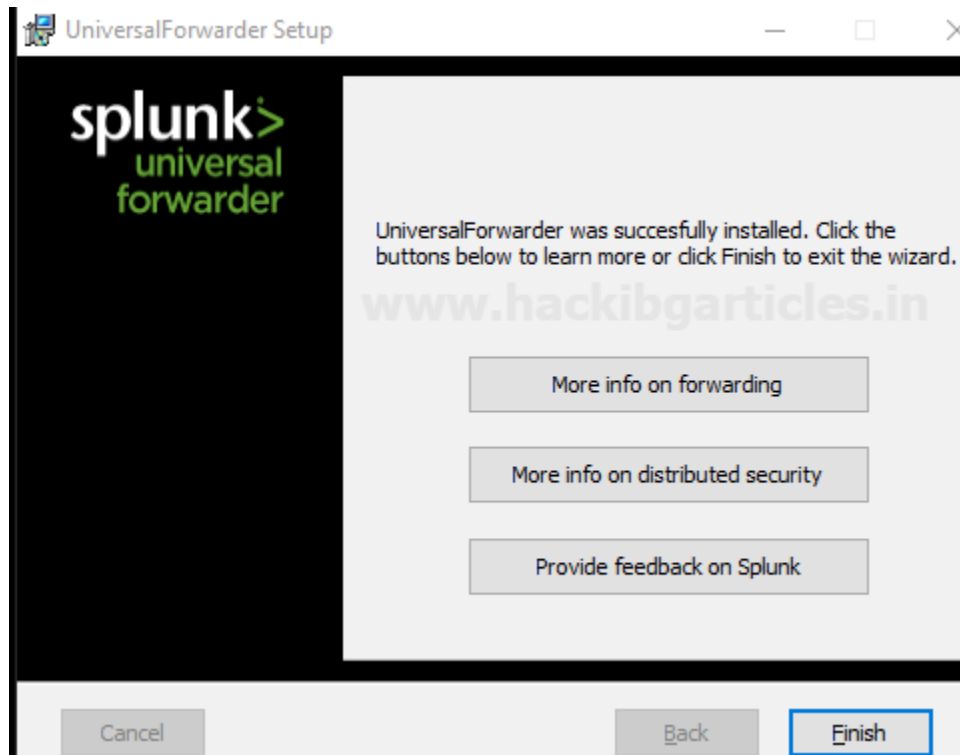 UniversalForwarder Setup
splunk>
universal
forwarder
UniversalForwarder was succesfully installed. Click the
buttons below to learn more or click Finish to exit the wizard.
www.hackibgarticles.in
More info on forwarding
More info on distributed security
Provide feedback on Splunk
Cancel
Back
Finish